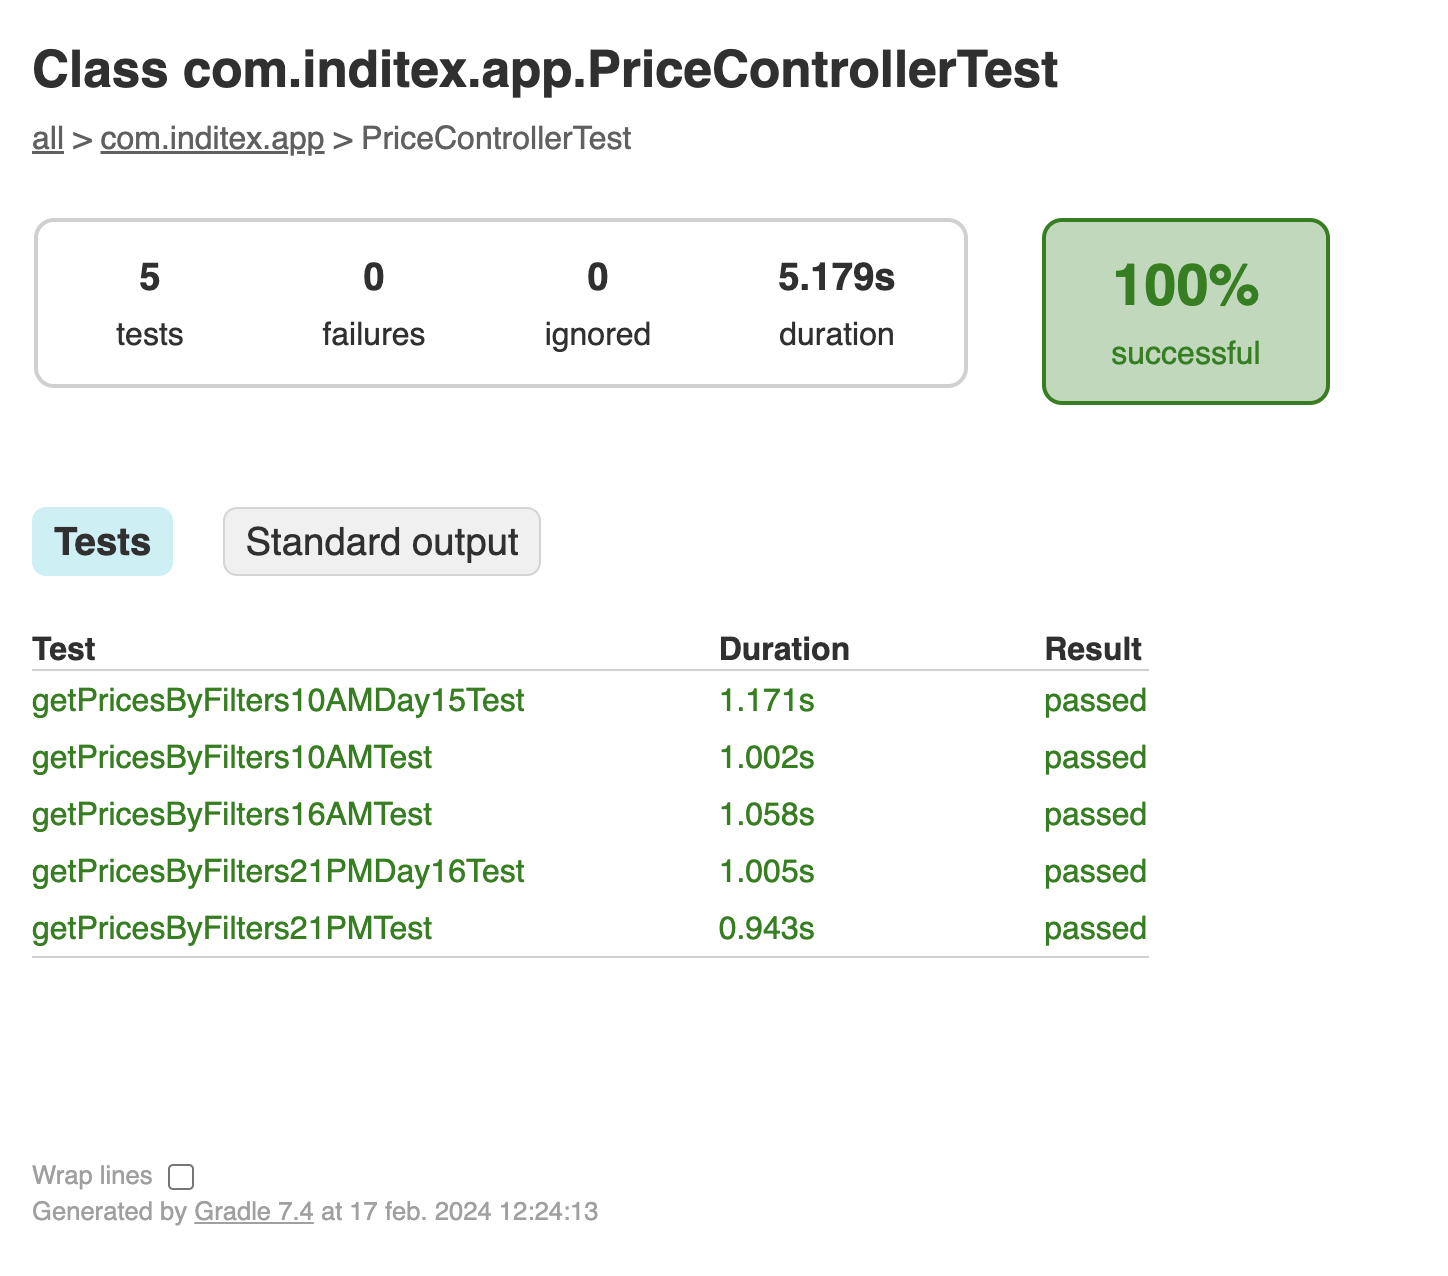 Class com.inditex.app.PriceControllerTest
all > com.inditex.app > PriceControllerTest
5 0 0 5.179s
tests failures ignored duration
100%
successful
Tests Standard output
Test Duration Result
getPricesByFilters10AMDay15Test 1.171s passed
getPricesByFilters10AMTest 1.002s passed
getPricesByFilters16AMTest 1.058s passed
getPricesByFilters21PMDay16Test 1.005s passed
getPricesByFilters21PMTest 0.943s passed
Wrap lines
Generated by Gradle 7.4 at 17 feb. 2024 12:24:13